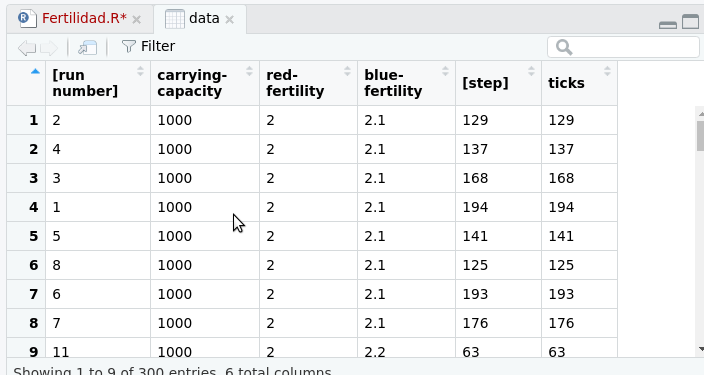 Fertilidad.R* × data ×
Filter
[run number] carrying-capacity red-fertility blue-fertility [step] ticks
1 2 1000 2 2.1 129 129
2 4 1000 2 2.1 137 137
3 3 1000 2 2.1 168 168
4 1 1000 2 2.1 194 194
5 5 1000 2 2.1 141 141
6 8 1000 2 2.1 125 125
7 6 1000 2 2.1 193 193
8 7 1000 2 2.1 176 176
9 11 1000 2 2.2 63 63
Showing 1 to 9 of 300 entries, 6 total columns